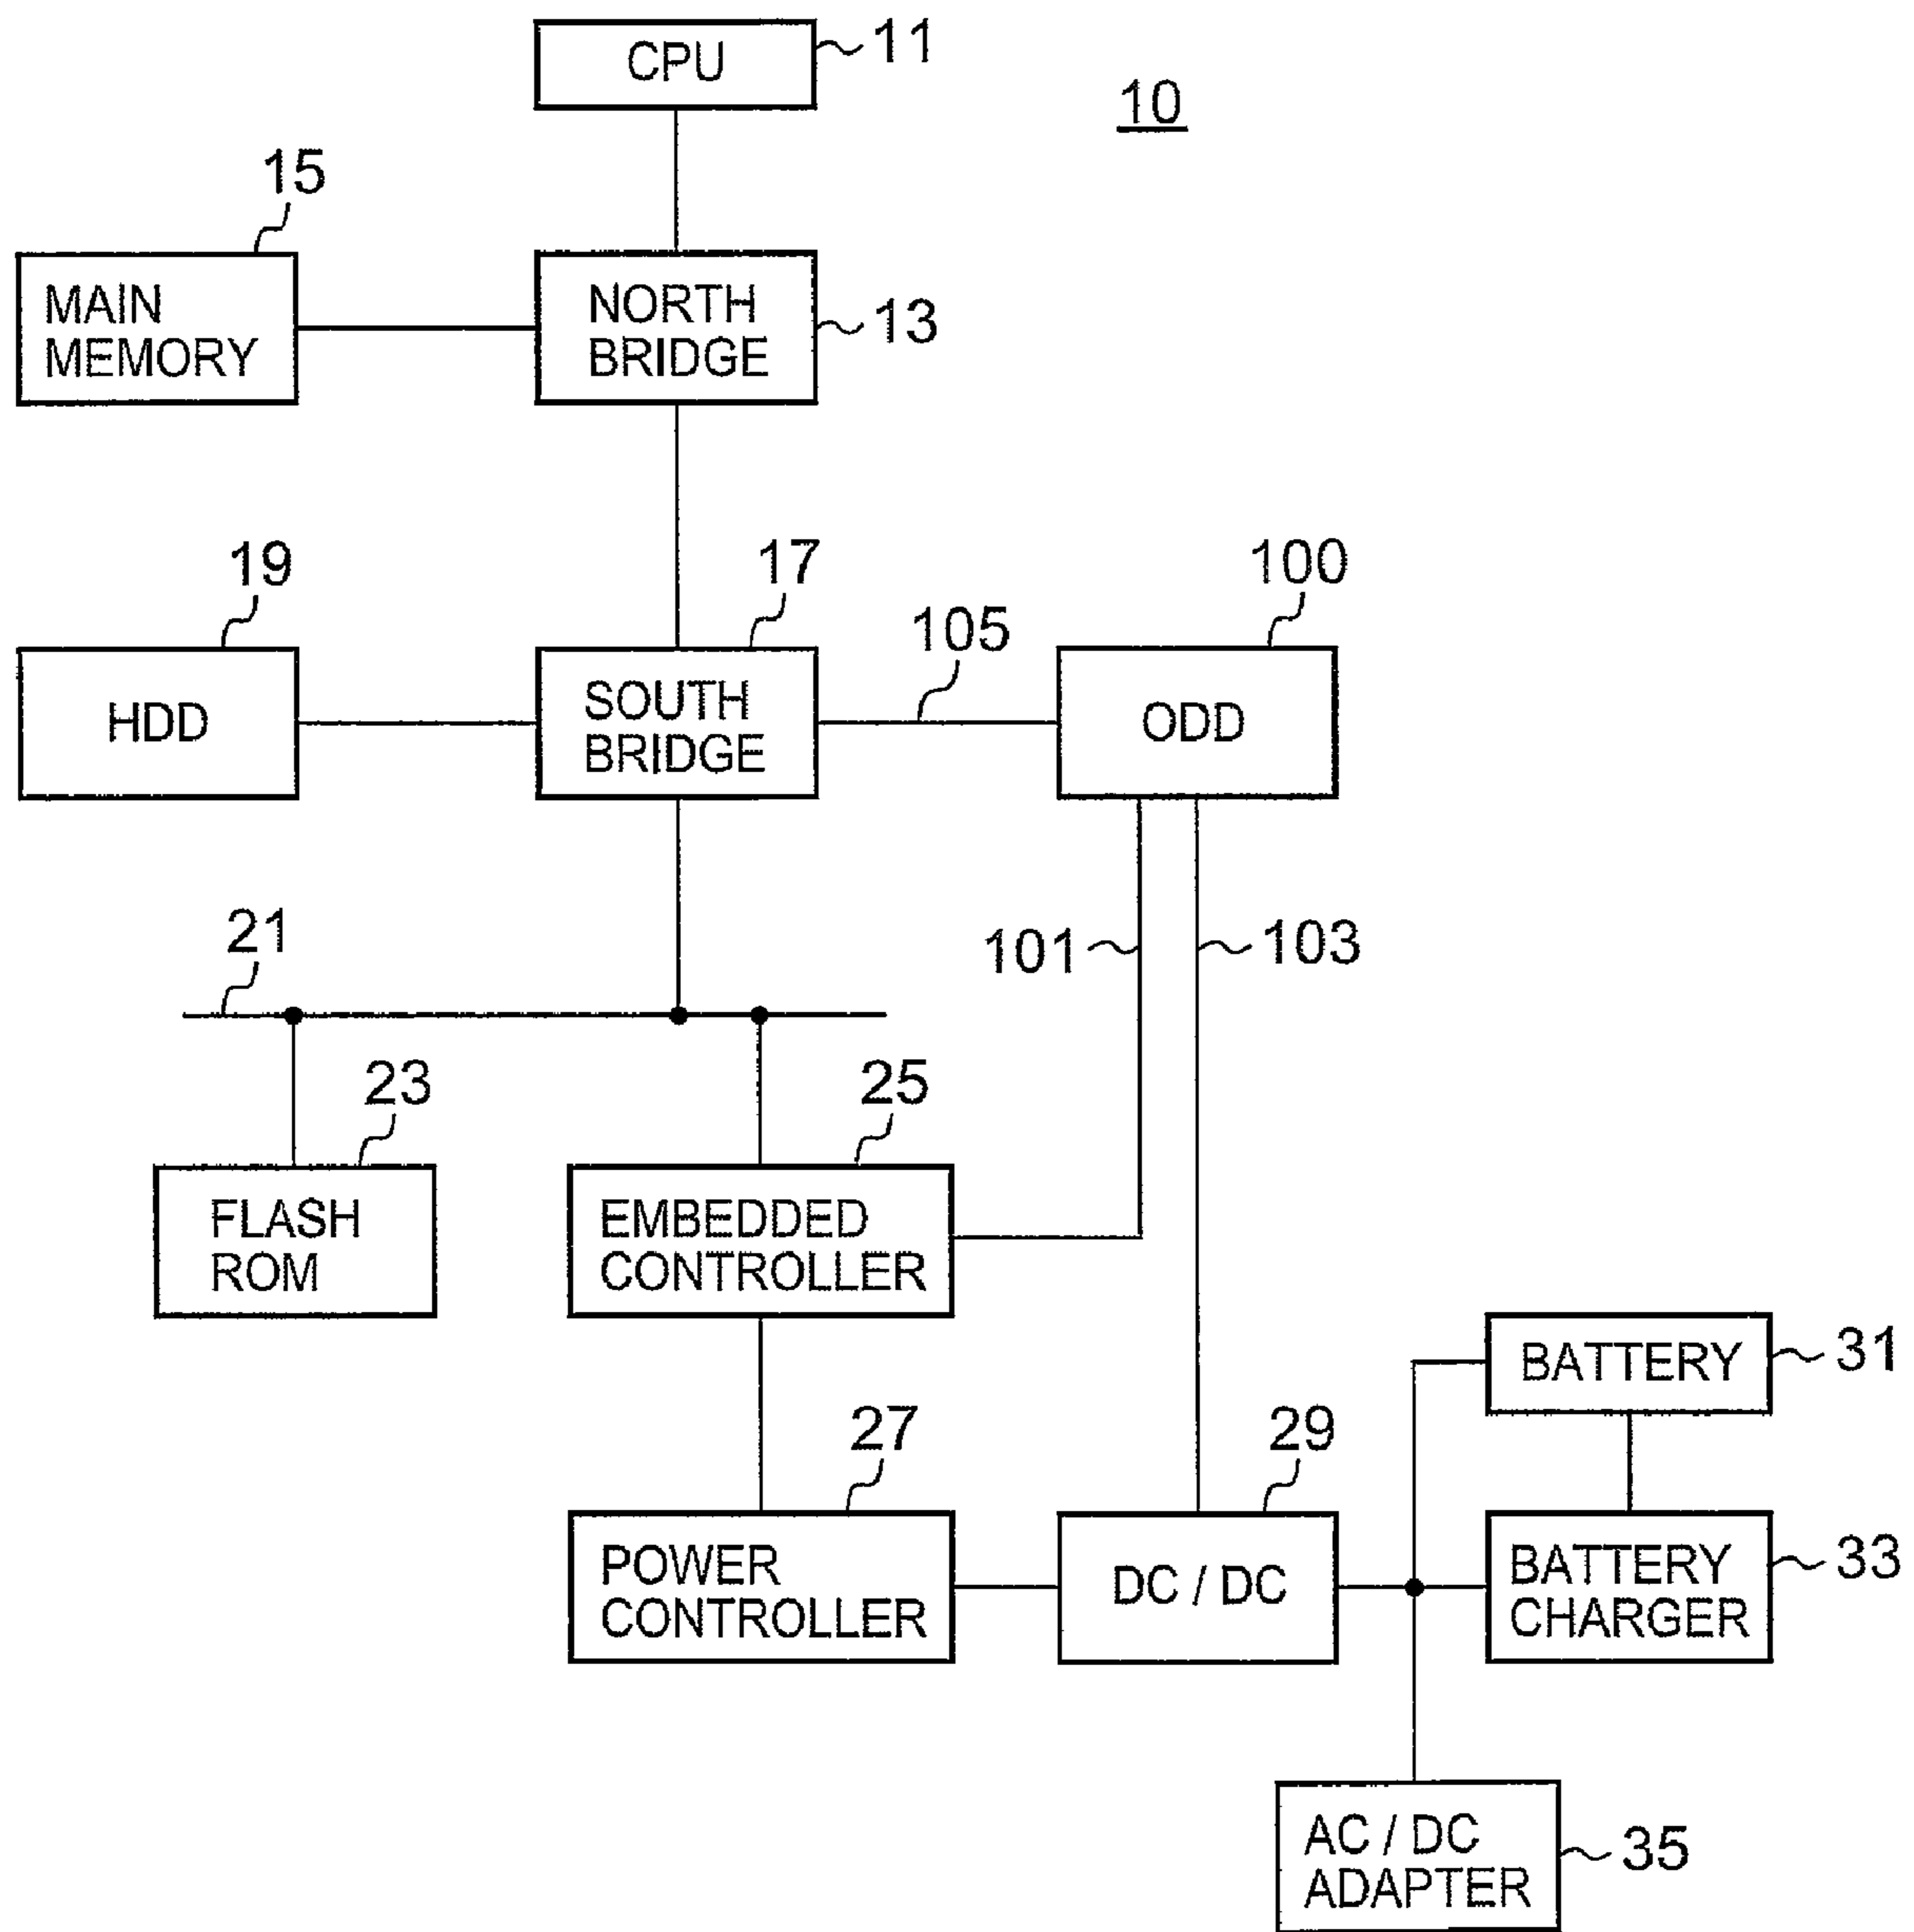 CPU
11
10
15
MAIN
MEMORY
NORTH
BRIDGE
13
19
17
100
105
HDD
SOUTH
BRIDGE
ODD
21
101
103
23
25
FLASH
ROM
EMBEDDED
CONTROLLER
BATTERY
31
27
29
POWER
CONTROLLER
DC / DC
BATTERY
CHARGER
33
AC / DC
ADAPTER
35